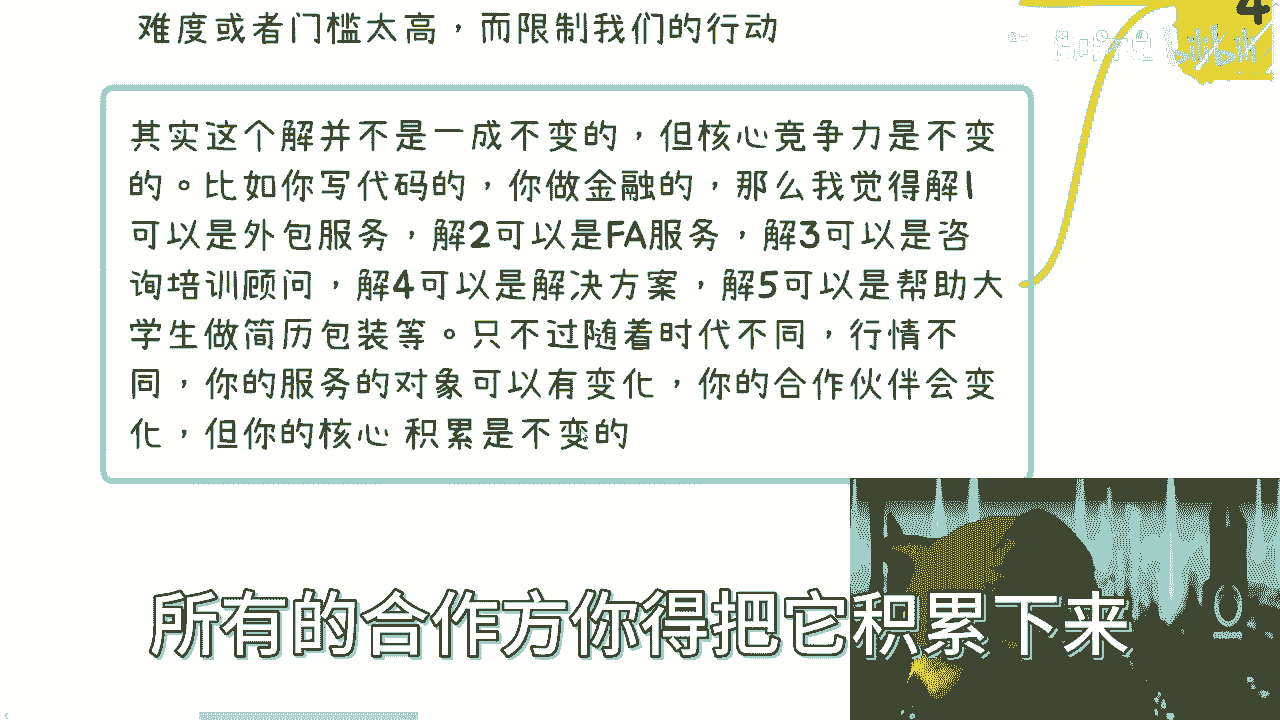 难度或者门槛太高，而限制我们的行动
4
其实这个解并不是一成不变的，但核心竞争力是不变
的。比如你写代码的，你做金融的，那么我觉得解1
可以是外包服务，解2可以是FA服务，解3可以是咨
询培训顾问，解4可以是解决方案，解5可以是帮助大
学生做简历包装等。只不过随着时代不同，行情不
同，你的服务的对象可以有变化，你的合作伙伴会变
化，但你的核心 积累是不变的
所有的合作方你得把它积累下来